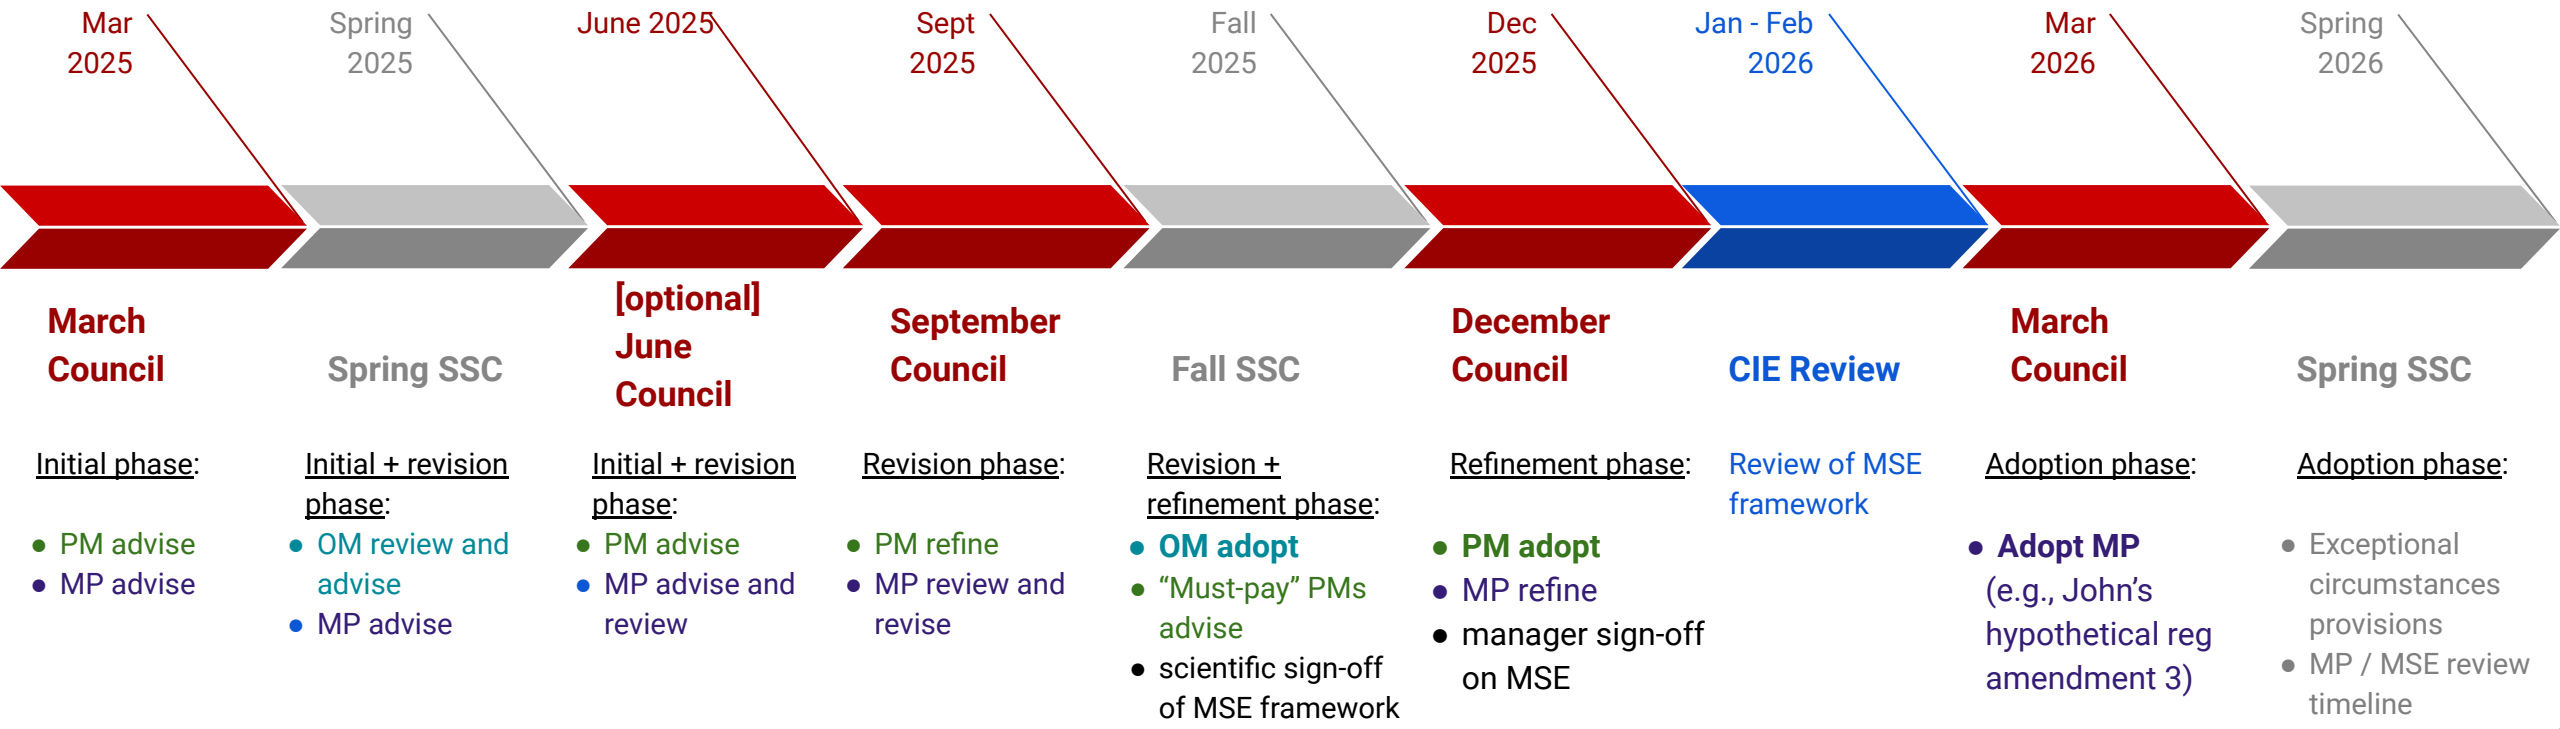 Mar
2025
Spring
2025
June 2025
Sept
2025
Fall
2025
Dec
2025
Jan - Feb
2026
Mar
2026
Spring
2026
March
Council
Spring SSC
[optional]
June
Council
September
Council
Fall SSC
December
Council
CIE Review
March
Council
Spring SSC
Initial phase:
● PM advise
● MP advise
Initial + revision
phase:
● OM review and
advise
● MP advise
Initial + revision
phase:
● PM advise
● MP advise and
review
Revision phase:
● PM refine
● MP review and
revise
Revision +
refinement phase:
● OM adopt
● “Must-pay” PMs
advise
● scientific sign-off
of MSE framework
Refinement phase:
● PM adopt
● MP refine
● manager sign-off
on MSE
Review of MSE
framework
Adoption phase:
● Adopt MP
(e.g., John’s
hypothetical reg
amendment 3)
Adoption phase:
● Exceptional
circumstances
provisions
● MP / MSE review
timeline